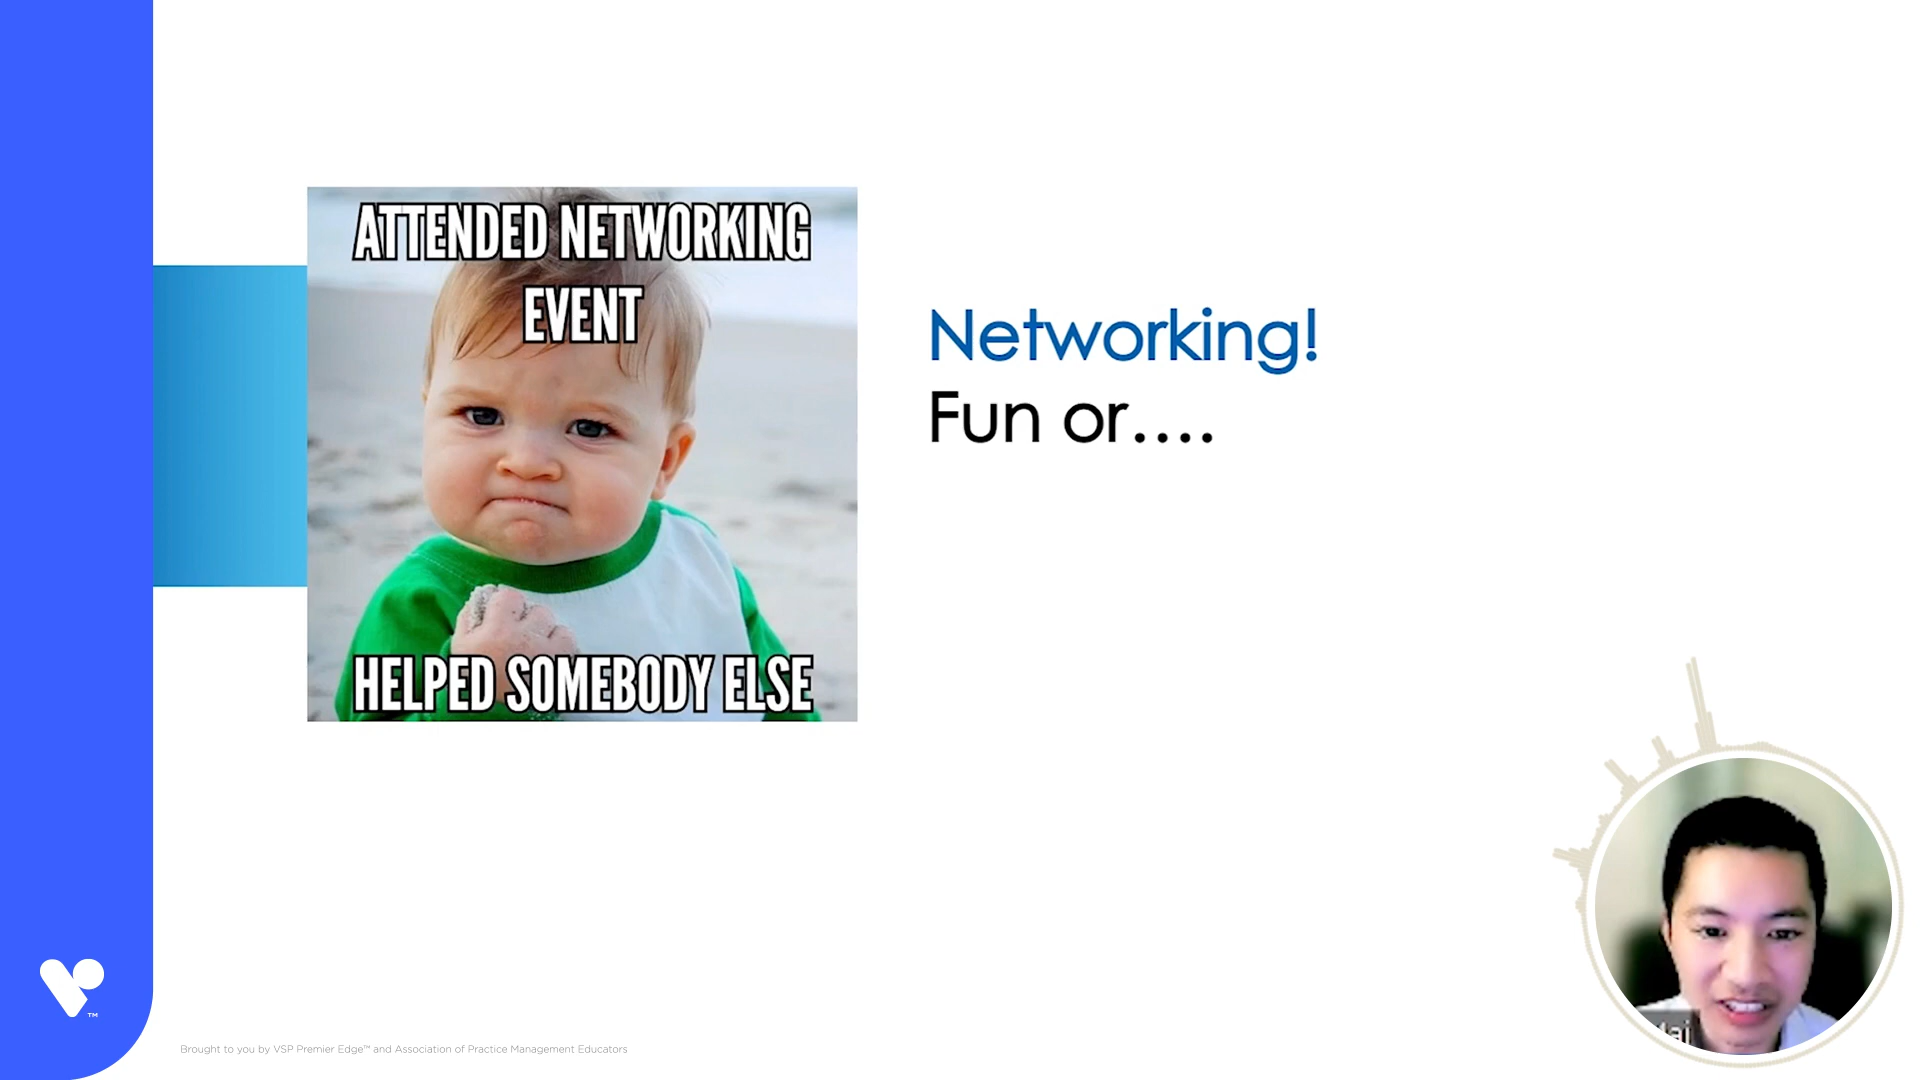 ATTENDED NETWORKING
EVENT
HELPED SOMEBODY ELSE
Networking!
Fun or....
Brought to you by VSP Premier Edge™ and Association of Practice Management Educators
TM